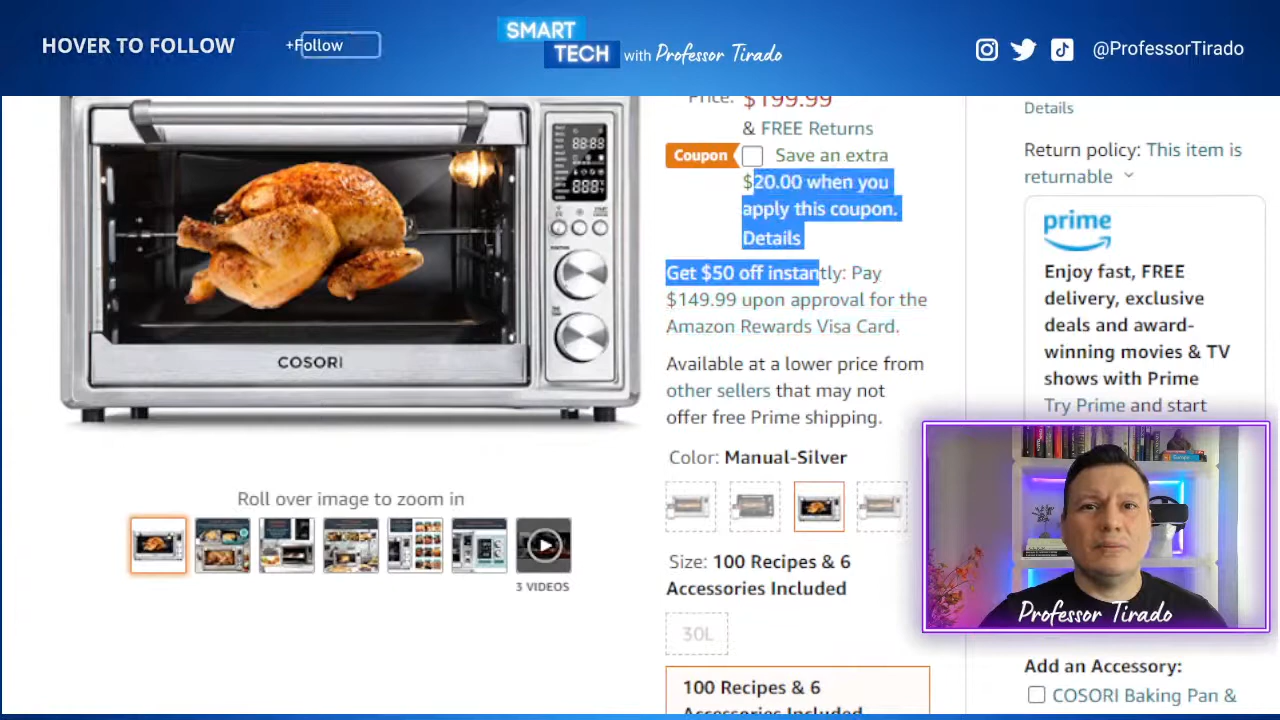 HOVER TO FOLLOW
+Follow
SMART
TECH with Professor Tirado
@ProfessorTirado
Price: $199.99
& FREE Returns
Coupon Save an extra
$20.00 when you
apply this coupon.
Details
Get $50 off instantly: Pay
$149.99 upon approval for the
Amazon Rewards Visa Card.
Available at a lower price from
other sellers that may not
offer free Prime shipping.
Color: Manual-Silver
Size: 100 Recipes & 6
Accessories Included
30L
100 Recipes & 6
Accessories Included
COSORI
Roll over image to zoom in
3 VIDEOS
Details
Return policy: This item is
returnable
prime
Enjoy fast, FREE
delivery, exclusive
deals and award-
winning movies & TV
shows with Prime
Try Prime and start
Professor Tirado
Add an Accessory:
COSORI Baking Pan &